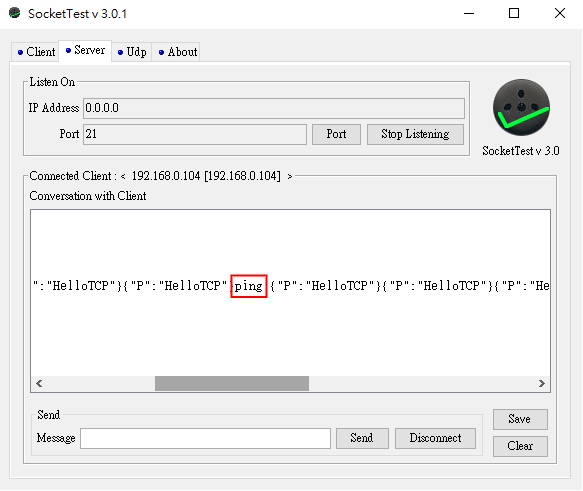 SocketTest v 3.0.1
Client
Server
Udp
About
Listen On
IP Address 0.0.0.0
Port 21 Port Stop Listening
SocketTest v 3.0
Connected Client : < 192.168.0.104 [192.168.0.104] >
Conversation with Client
":"HelloTCP"}{"P":"HelloTCP" ping {"P":"HelloTCP"}{"P":"HelloTCP"}{"P":"He
Send
Message Send Disconnect
Save
Clear